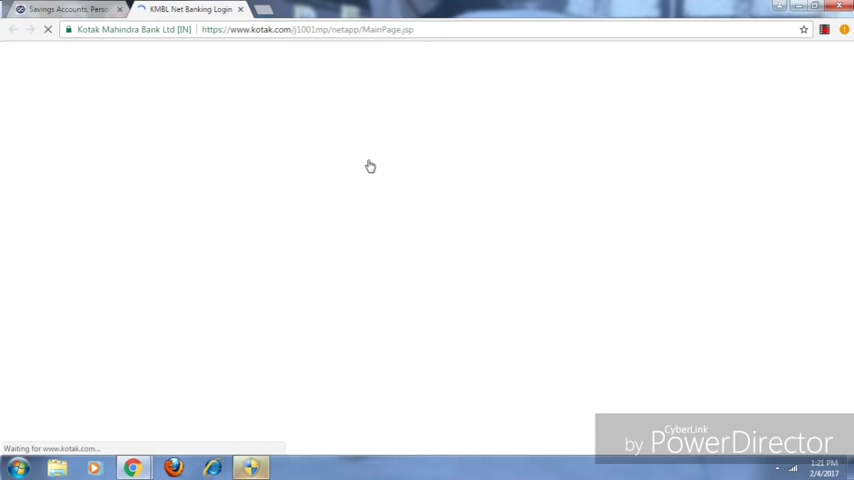 Savings Accounts, Perso
KMBL Net Banking Login
Kotak Mahindra Bank Ltd [IN]
https://www.kotak.com/j1001mp/netapp/MainPage.jsp
Waiting for www.kotak.com...
CyberLink
by PowerDirector
1:21 PM
2/4/2017